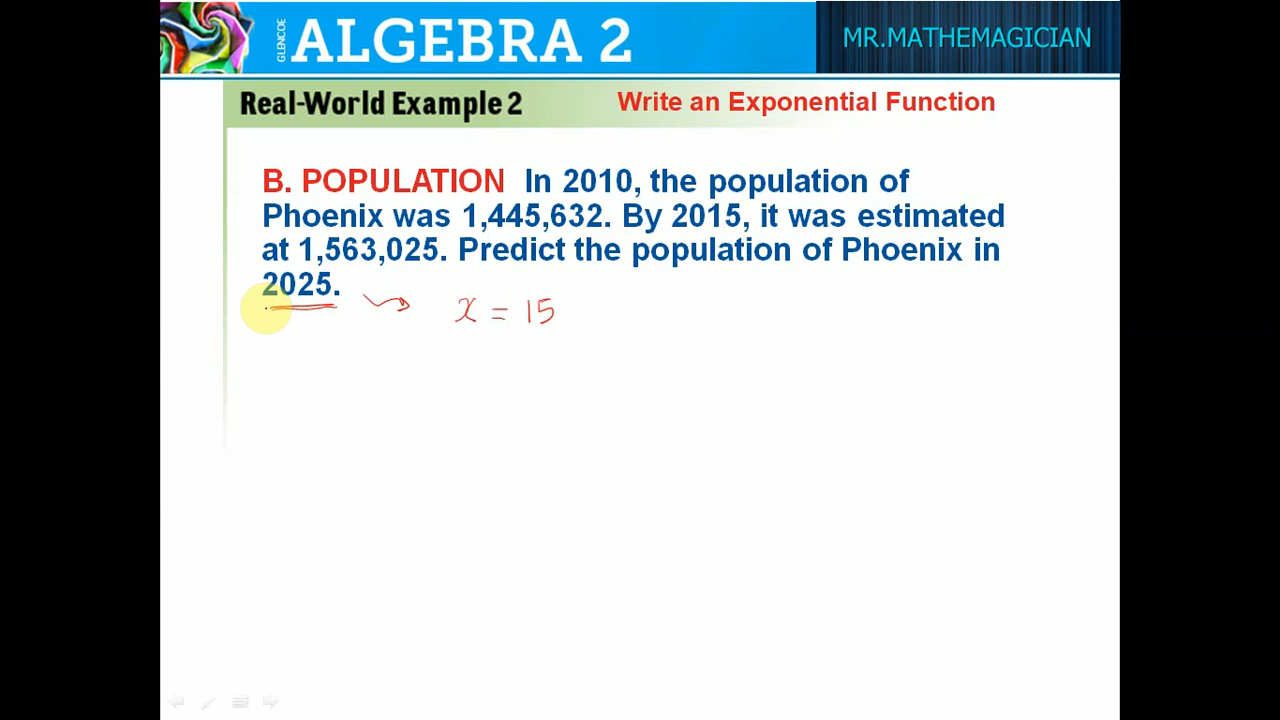 GLENCOE ALGEBRA 2
MR.MATHEMAGICIAN
Real-World Example 2
Write an Exponential Function
B. POPULATION In 2010, the population of
Phoenix was 1,445,632. By 2015, it was estimated
at 1,563,025. Predict the population of Phoenix in
2025.
x = 15